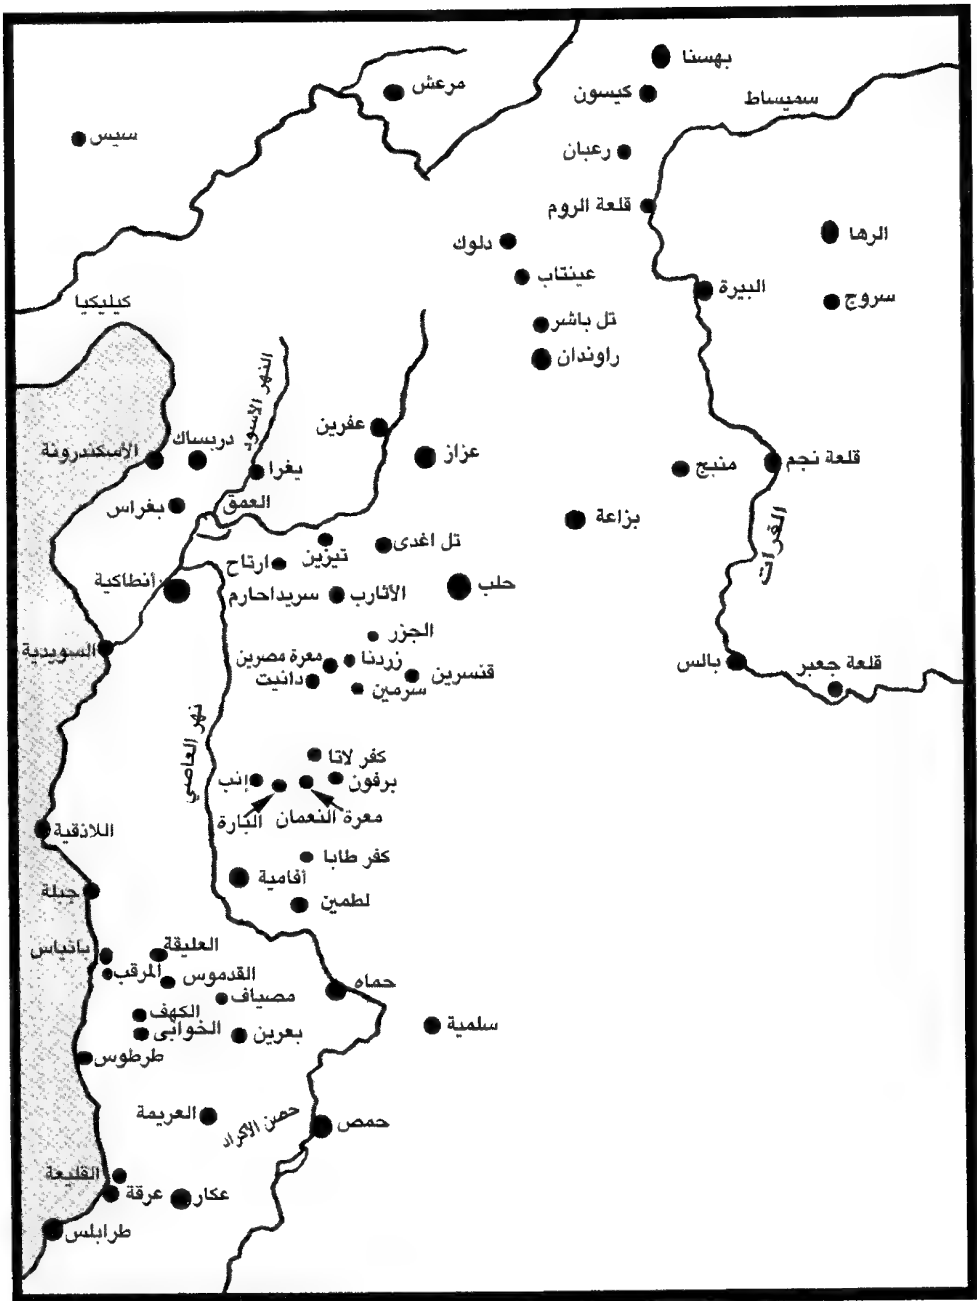 بهسنا
مرعش
كيسون
سميساط
سيس
رعبان
قلعة الروم
الرها
دلوك
عينتاب
البيرة
سروج
كيليكيا
تل باشر
راوندان
النهر الأسود
عفرين
دربساك
الأسكندرونة
عزاز
يغرا
منبج
قلعة نجم
بغراس
العمق
بزاعة
الفرات
تيزين
تل اغدى
ارتاح
أنطاكية
حلب
سريداحارم
الأثارب
الجزر
السويدية
معرة مصرين
زردنا
قنسرين
بالس
قلعة جعبر
دانيت
سرمين
نهر العاصي
كفر لاتا
إنب
برفون
البارة
معرة النعمان
اللاذقية
كفر طابا
أفامية
جبلة
لطمين
بانياس
العليقة
المرقب
القدموس
حماه
مصياف
الكهف
الخوابى
بعرين
سلمية
طرطوس
العريمة
حصن الأكراد
حمص
القليعة
عرقة
عكار
طرابلس